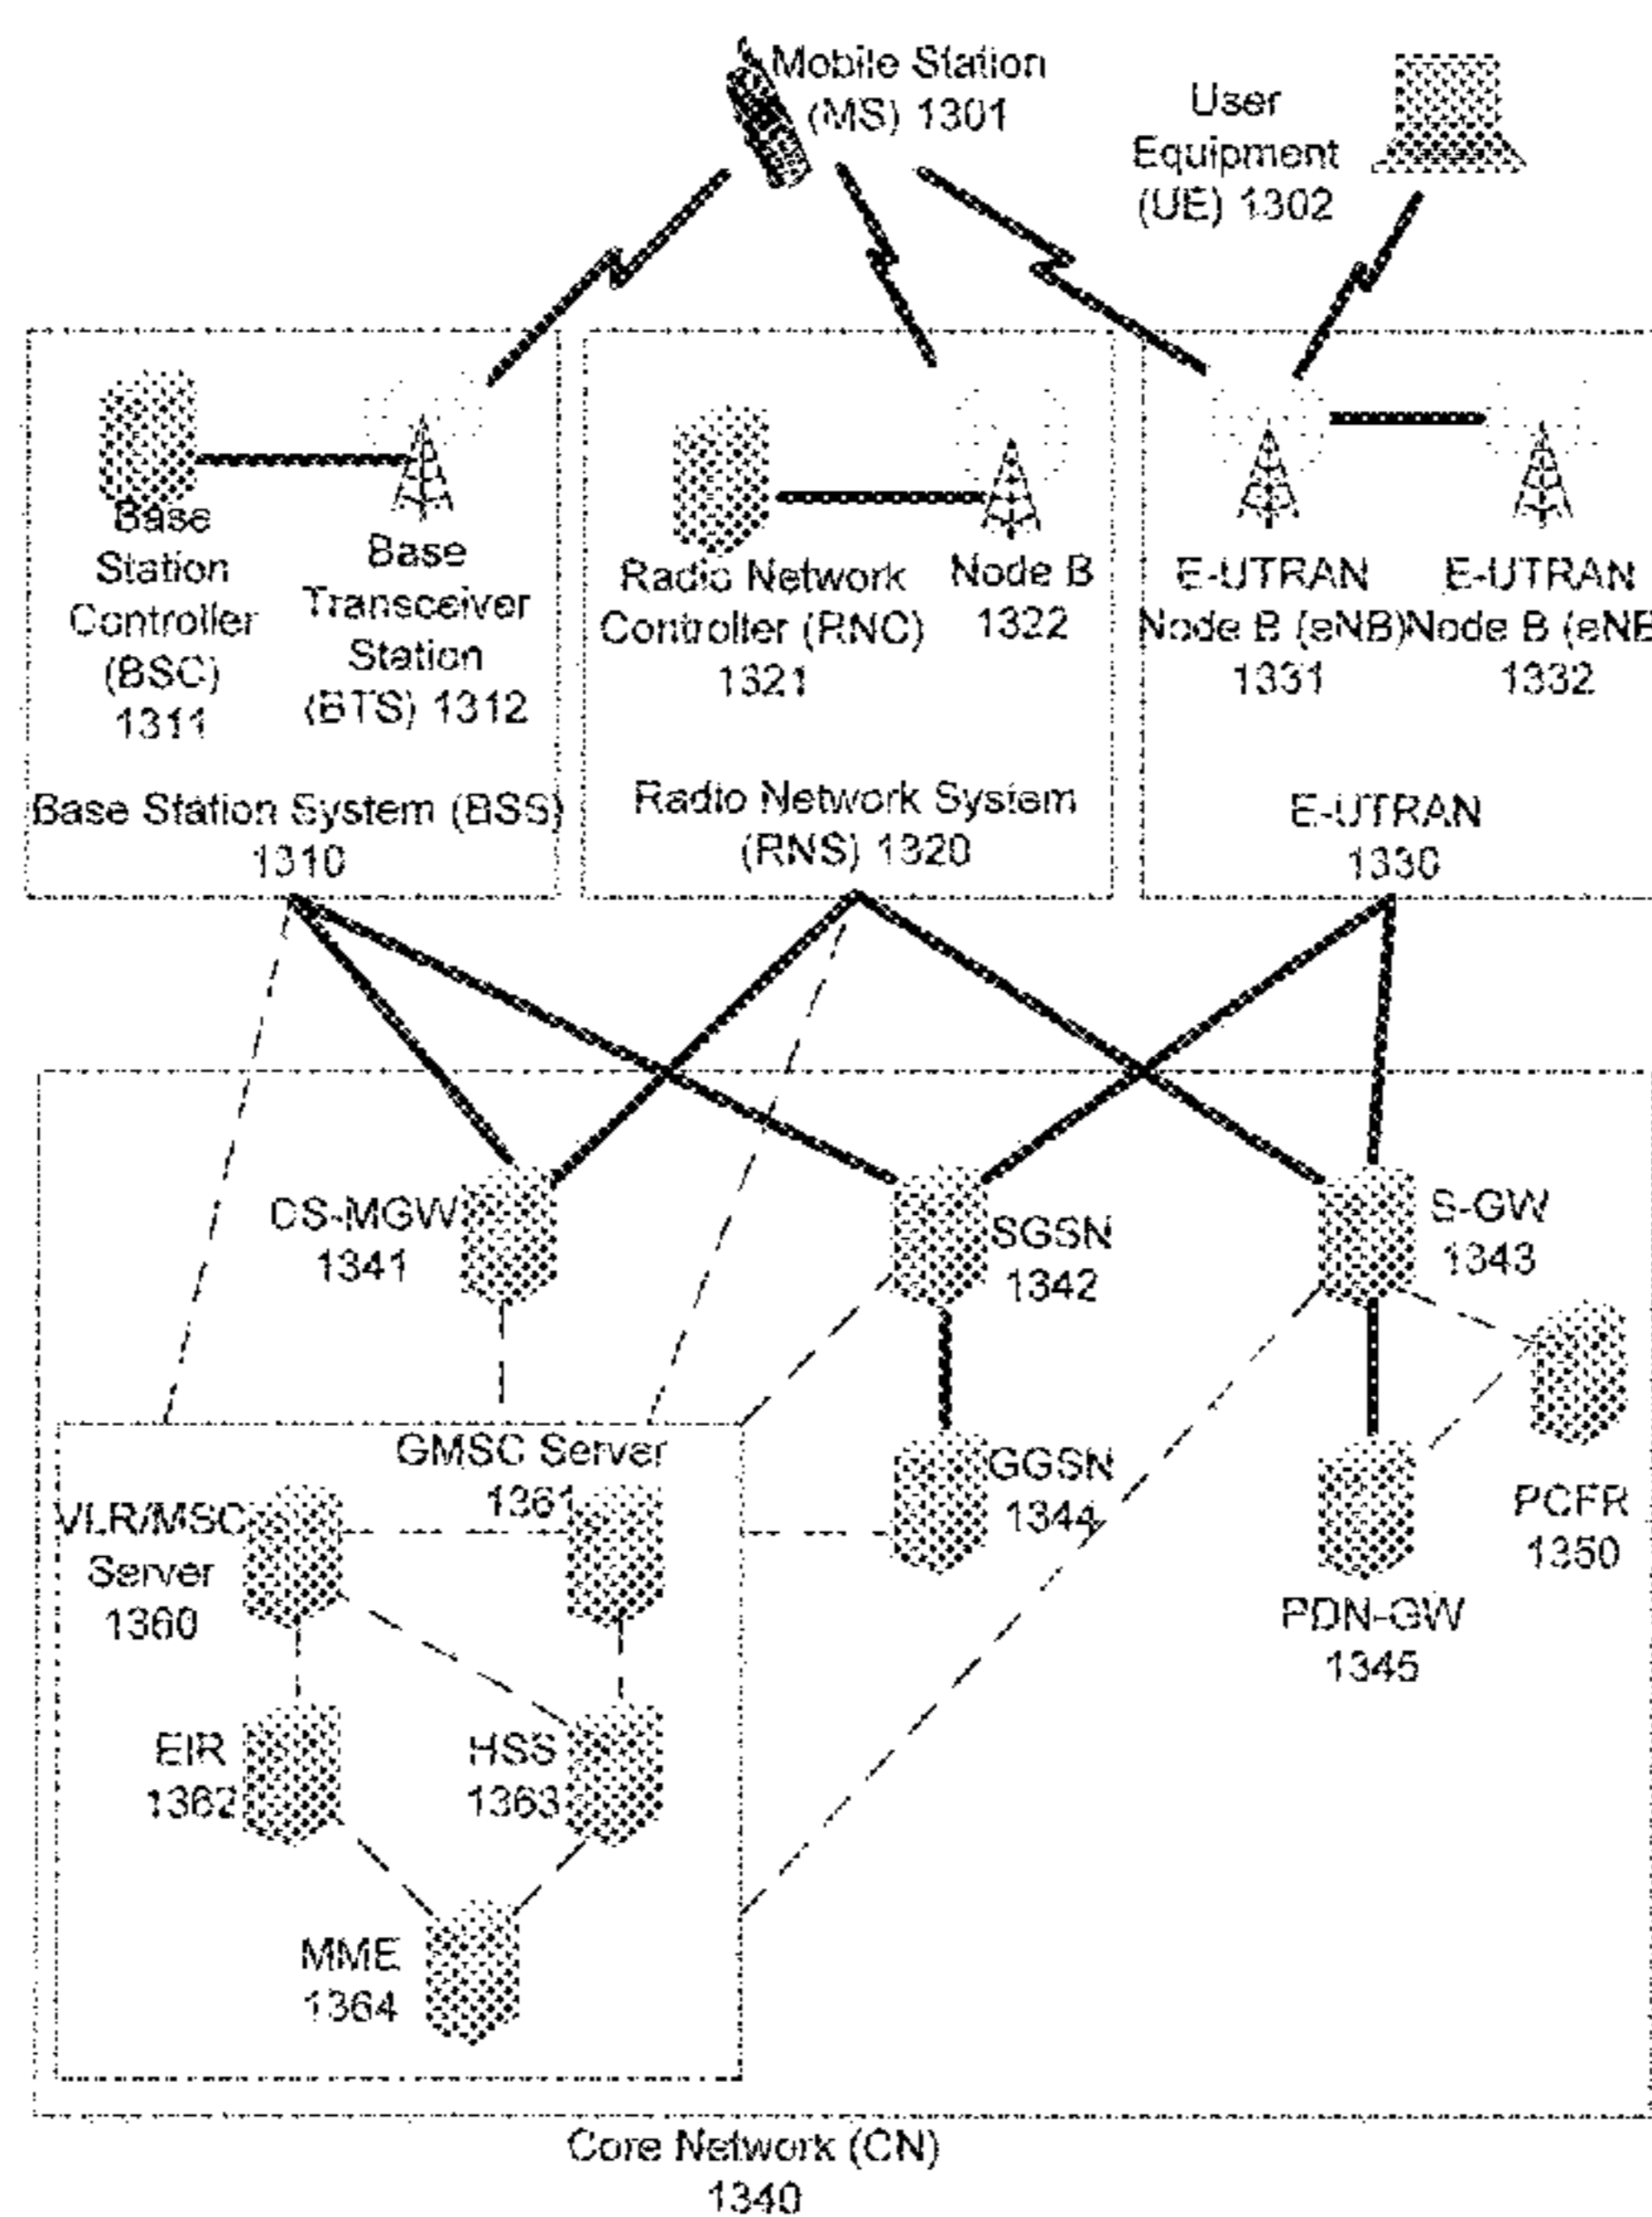 Mobile Station
(MS) 1301
User
Equipment
(UE) 1302
Base
Station
Controller
(BSC)
1311
Base
Transceiver
Station
(BTS) 1312
Base Station System (BSS)
1310
Radio Network
Controller (RNC)
1321
Node B
1322
Radio Network System
(RNS) 1320
E-UTRAN
Node B (eNB)
1331
E-UTRAN
Node B (eNB
1332
E-UTRAN
1330
CS-MGW
1341
SGSN
1342
S-GW
1343
GMSC Server
1361
GGSN
1344
PCFR
1350
VLR/MSC
Server
1360
PDN-GW
1345
EIR
1362
HSS
1363
MME
1364
Core Network (CN)
1340